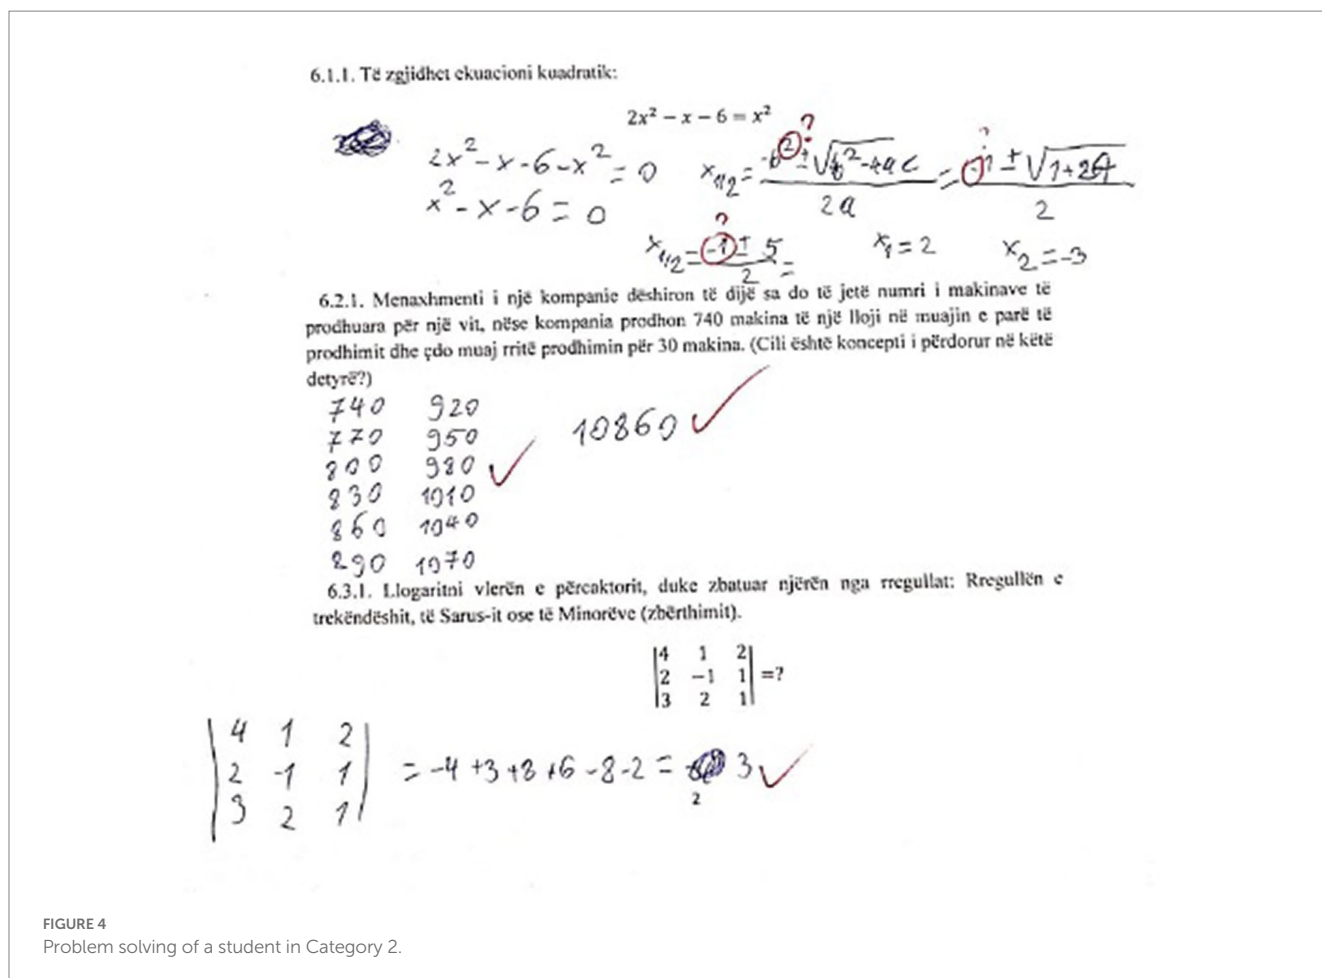 6.1.1. Të zgjidhet ekuacioni kuadratik:
2x² − x − 6 = x²
2x² − x − 6 − x² = 0
x² − x − 6 = 0
x1/2 = -b² ± √b²-4ac / 2a = -1 ± √1+24 / 2
? ?
?
x1/2 = -1 ± 5 / 2 = x1 = 2 x2 = -3
6.2.1. Menaxhmenti i një kompanie dëshiron të dijë sa do të jetë numri i makinave të
prodhuara për një vit, nëse kompania prodhon 740 makina të një lloji në muajin e parë të
prodhimit dhe çdo muaj rritë prodhimin për 30 makina. (Cili është koncepti i përdorur në këtë
detyrë?)
740 920
770 950
800 980
830 1010
860 1040
890 1070
10860 ✓
✓
6.3.1. Llogaritni vlerën e përcaktorit, duke zbatuar njërën nga rregullat: Rregullën e
trekëndëshit, të Sarus-it ose të Minorëve (zbërthimit).
|4 1 2|
|2 −1 1| =?
|3 2 1|
|4 1 2|
|2 -1 1| = -4 +3 +8 +6 -8 -2 = 3 ✓
|3 2 1|
2
FIGURE 4
Problem solving of a student in Category 2.